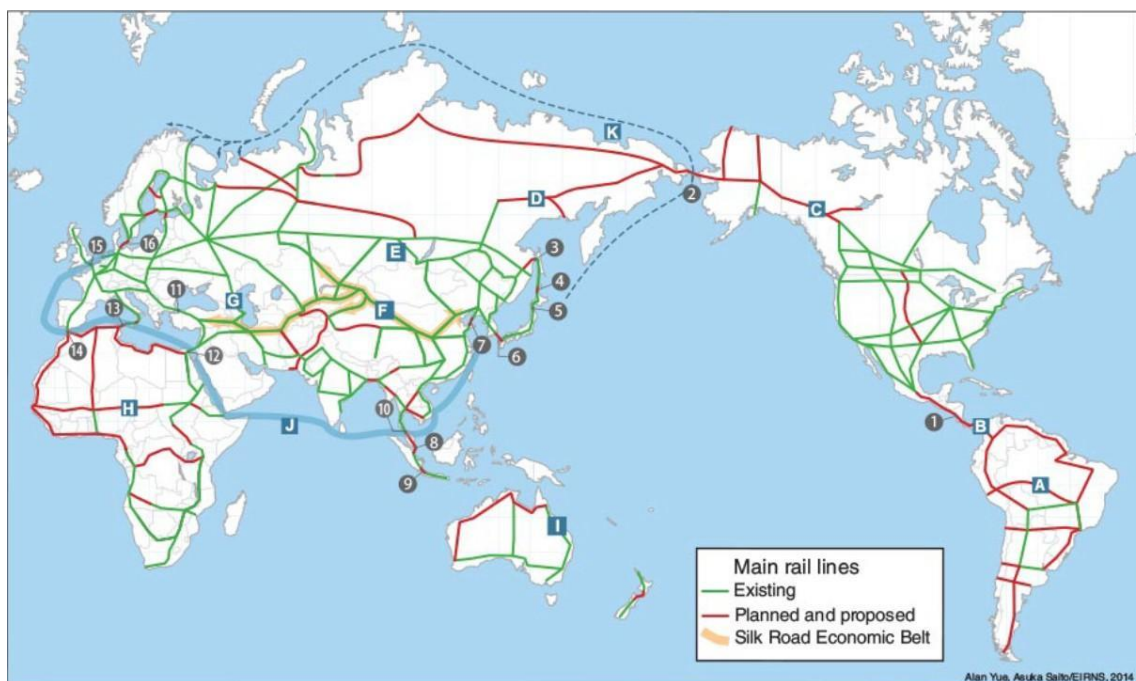 K
2
D
C
3
15
16
E
4
11
G
F
5
13
14
12
7
6
H
10
J
1
B
8
9
A
I
Main rail lines
Existing
Planned and proposed
Silk Road Economic Belt
Alan Yue, Asuka Saito/EIRNS, 2014